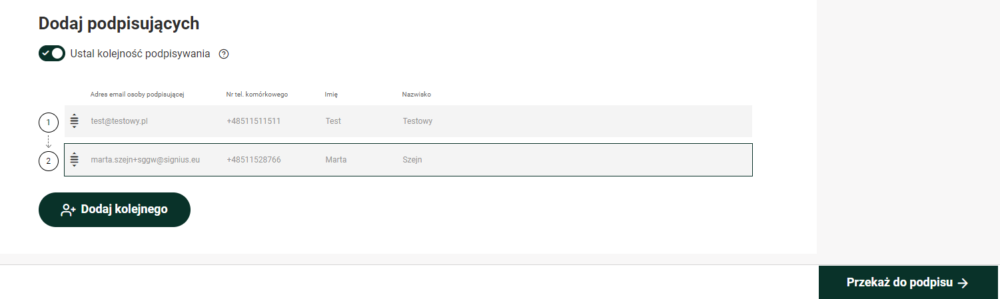 Dodaj podpisujących
Ustal kolejność podpisywania ?
Adres email osoby podpisującej Nr tel. komórkowego Imię Nazwisko
1 test@testowy.pl +48511511511 Test Testowy
2 marta.szejn+sggw@signius.eu +48511528766 Marta Szejn
Dodaj kolejnego
Przekaż do podpisu →